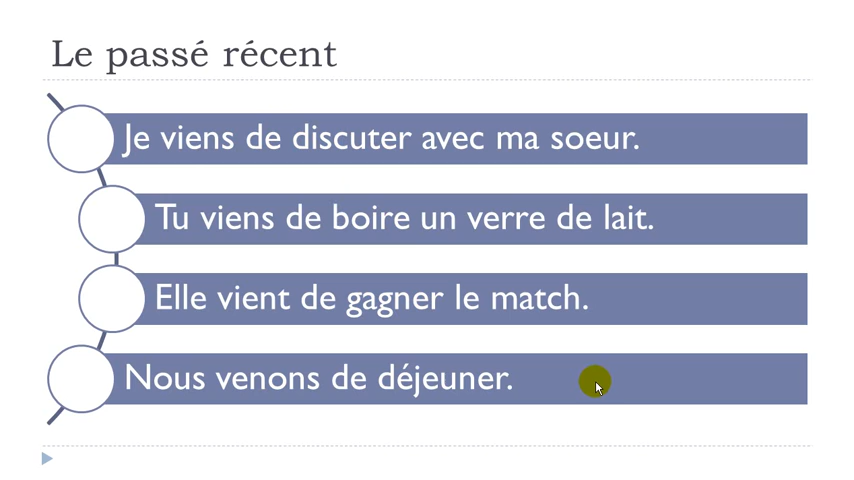 Le passé récent
Je viens de discuter avec ma soeur.
Tu viens de boire un verre de lait.
Elle vient de gagner le match.
Nous venons de déjeuner.